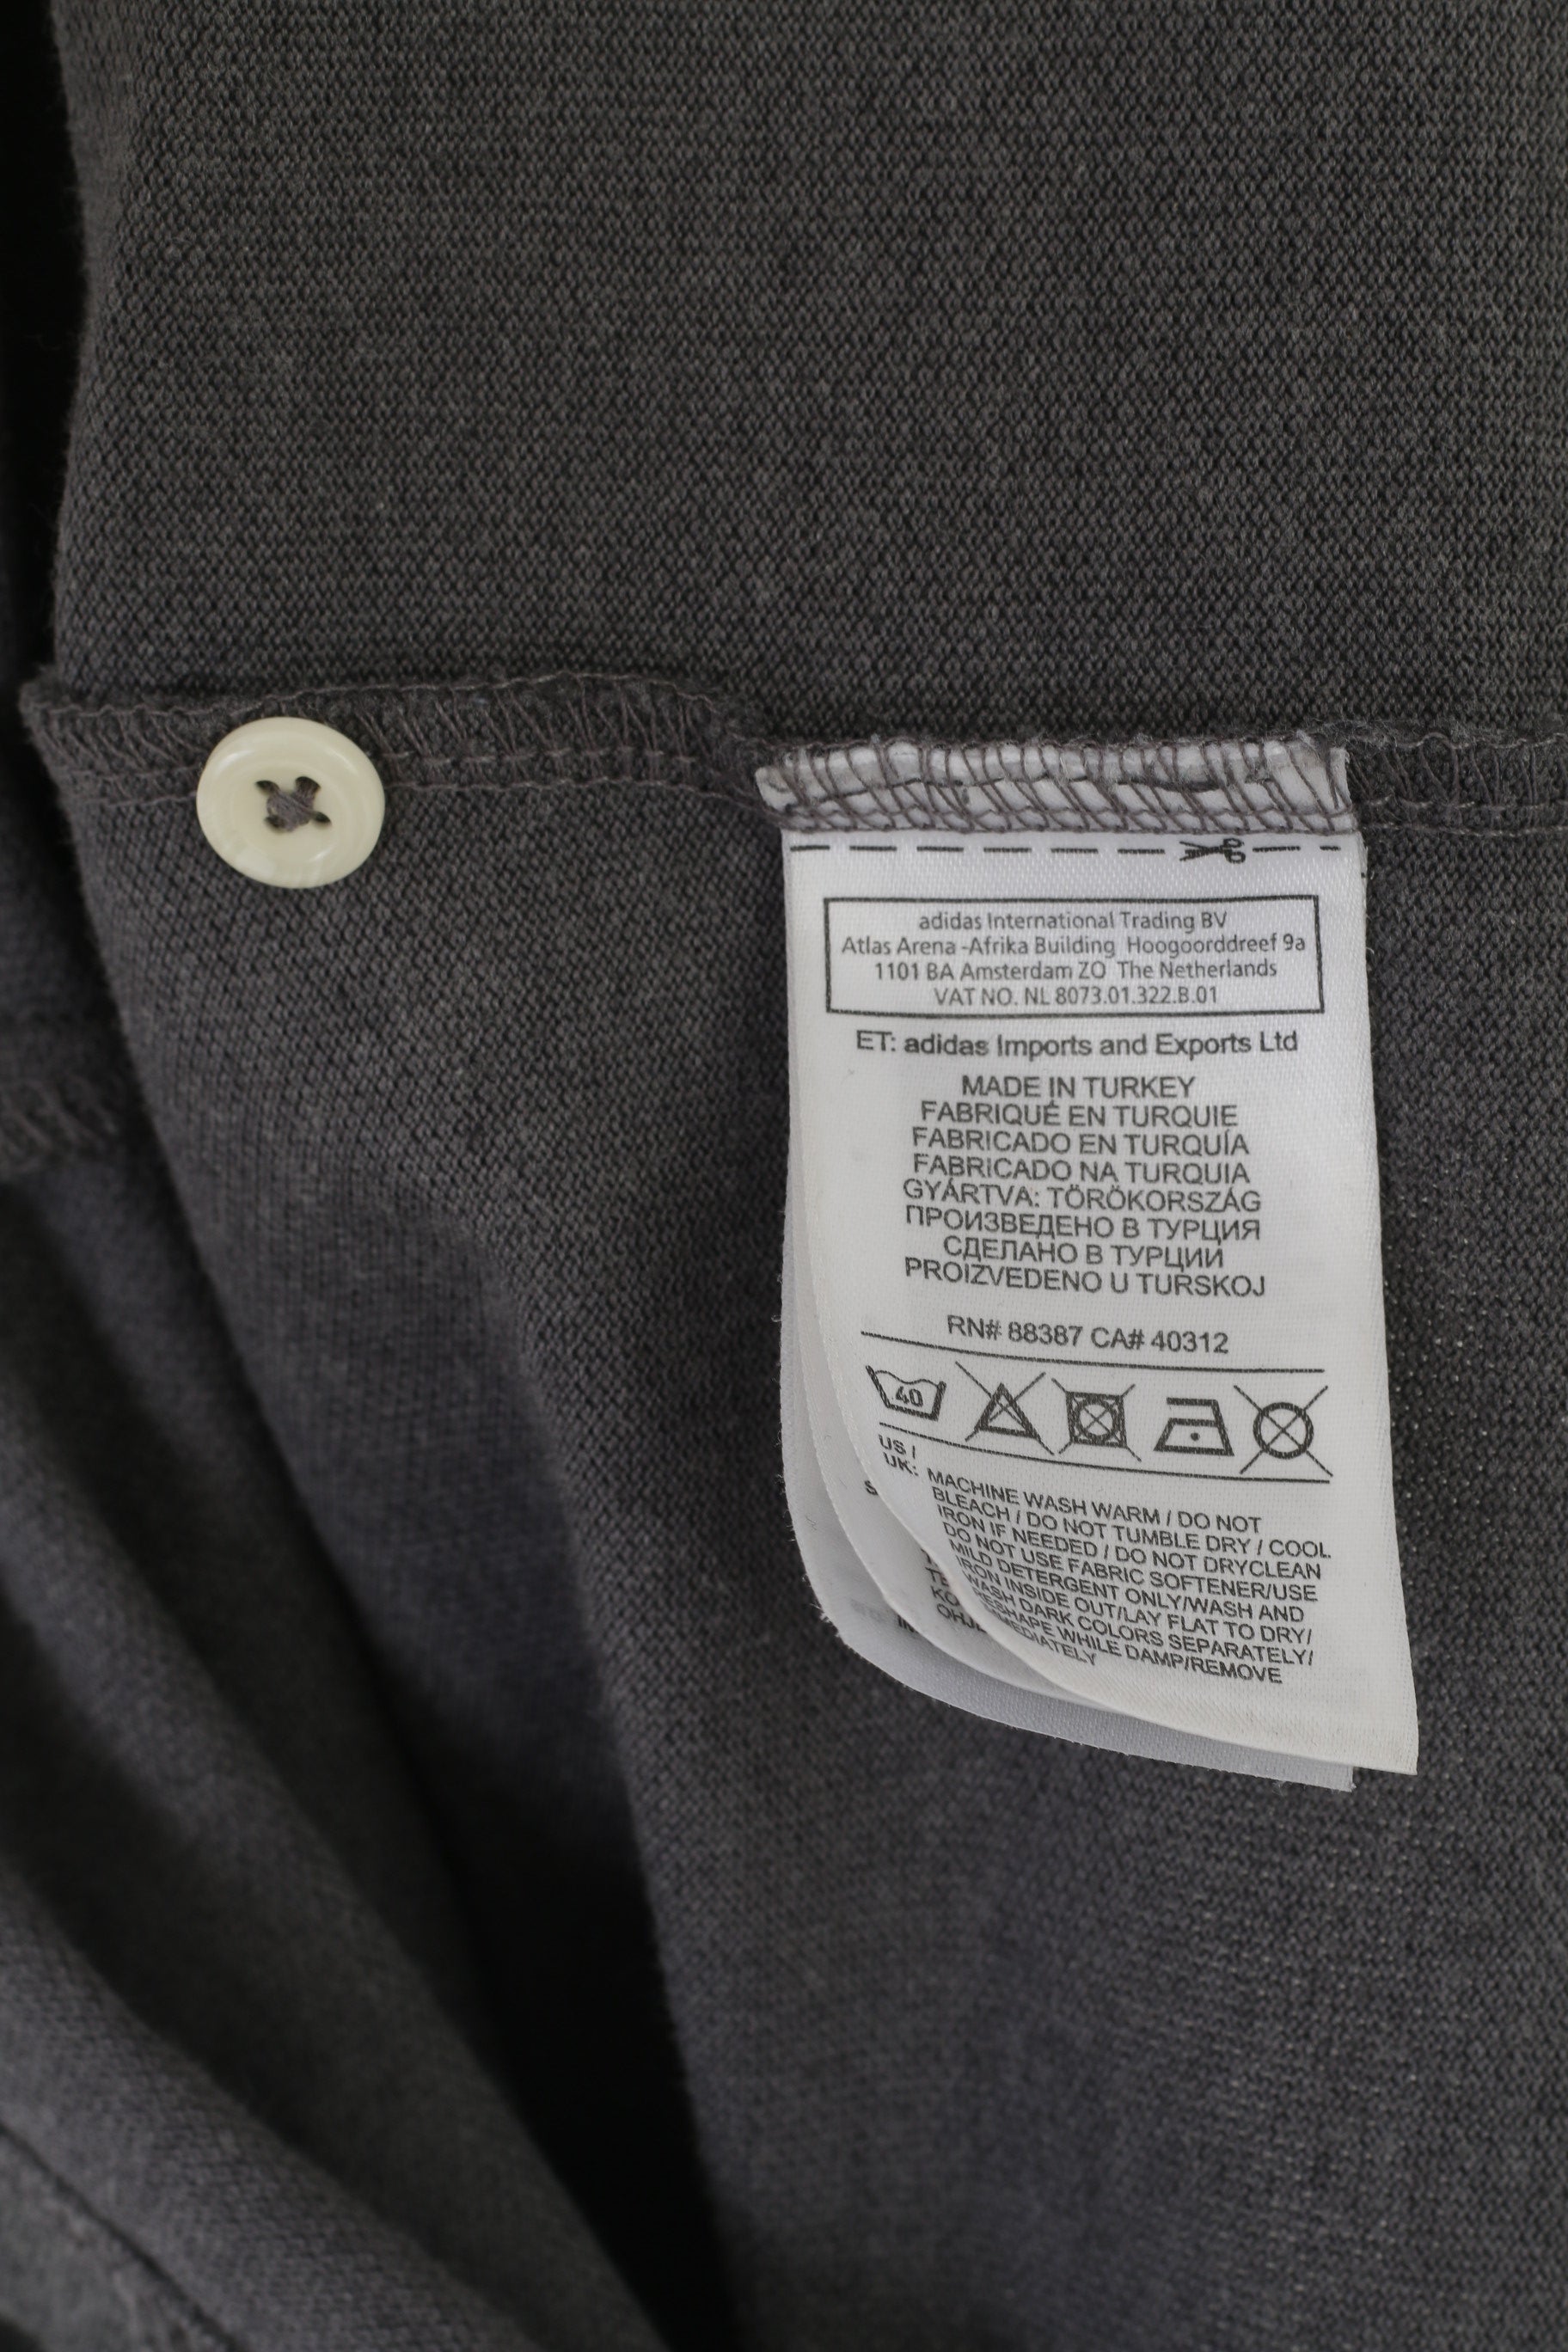 adidas International Trading BV
Atlas Arena -Afrika Building Hoogoorddreef 9a
1101 BA Amsterdam ZO The Netherlands
VAT NO. NL 8073.01.322.B.01
ET: adidas Imports and Exports Ltd
MADE IN TURKEY
FABRIQUÉ EN TURQUIE
FABRICADO EN TURQUÍA
FABRICADO NA TURQUIA
GYÁRTVA: TÖRÖKORSZÁG
ПРОИЗВЕДЕНО В ТУРЦИЯ
СДЕЛАНО В ТУРЦИИ
PROIZVEDENO U TURSKOJ
RN# 88387 CA# 40312
40
US /
UK:
MACHINE WASH WARM / DO NOT
BLEACH / DO NOT TUMBLE DRY / COOL
IRON IF NEEDED / DO NOT DRYCLEAN
DO NOT USE FABRIC SOFTENER/USE
MILD DETERGENT ONLY/WASH AND
IRON INSIDE OUT/LAY FLAT TO DRY/
WASH DARK COLORS SEPARATELY/
RESHAPE WHILE DAMP/REMOVE